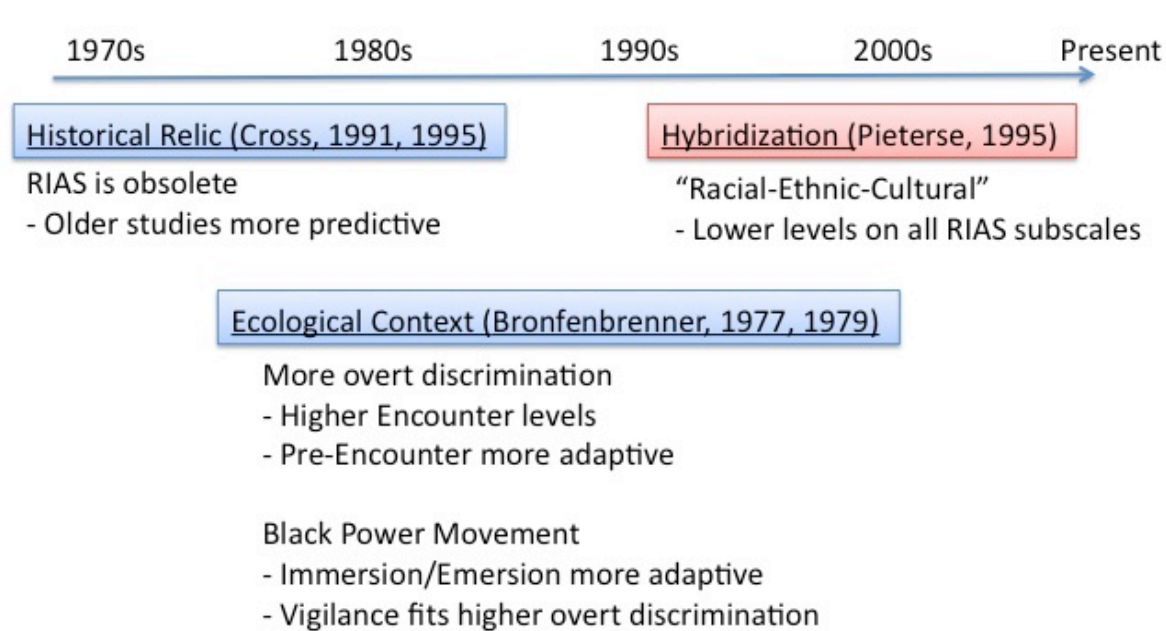 1970s 1980s 1990s 2000s Present
Historical Relic (Cross, 1991, 1995)
RIAS is obsolete
- Older studies more predictive
Hybridization (Pieterse, 1995)
“Racial-Ethnic-Cultural”
- Lower levels on all RIAS subscales
Ecological Context (Bronfenbrenner, 1977, 1979)
More overt discrimination
- Higher Encounter levels
- Pre-Encounter more adaptive
Black Power Movement
- Immersion/Emersion more adaptive
- Vigilance fits higher overt discrimination